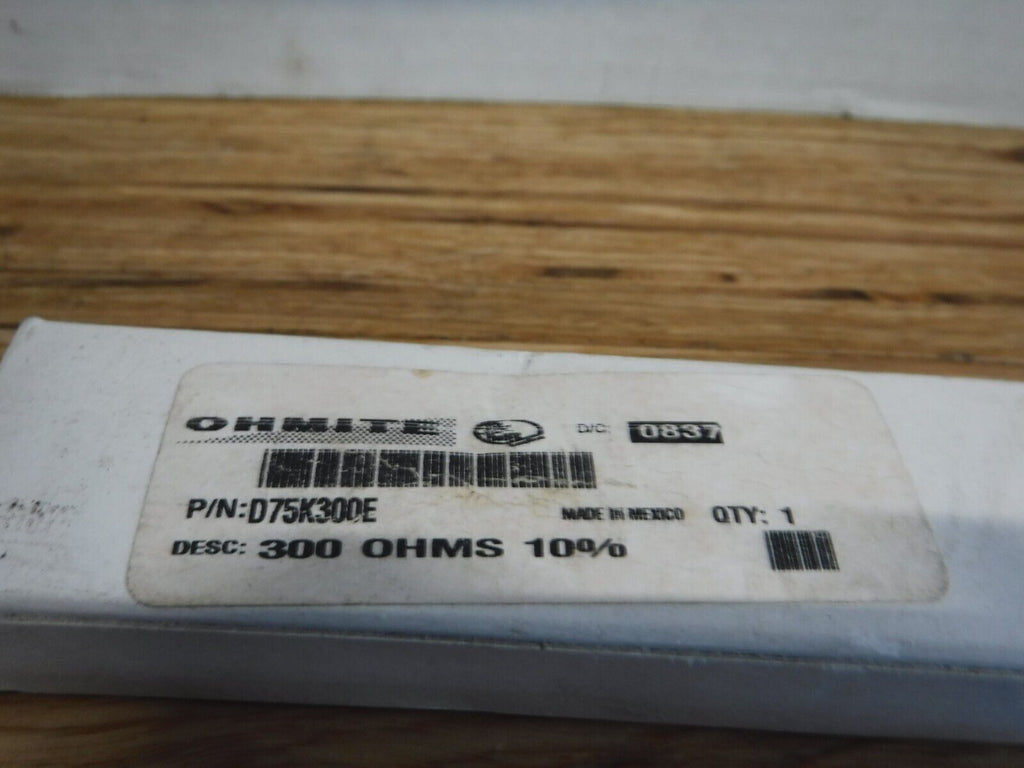 OHMITE D/C: 0837
P/N:D75K300E MADE IN MEXICO QTY: 1
DESC: 300 OHMS 10%